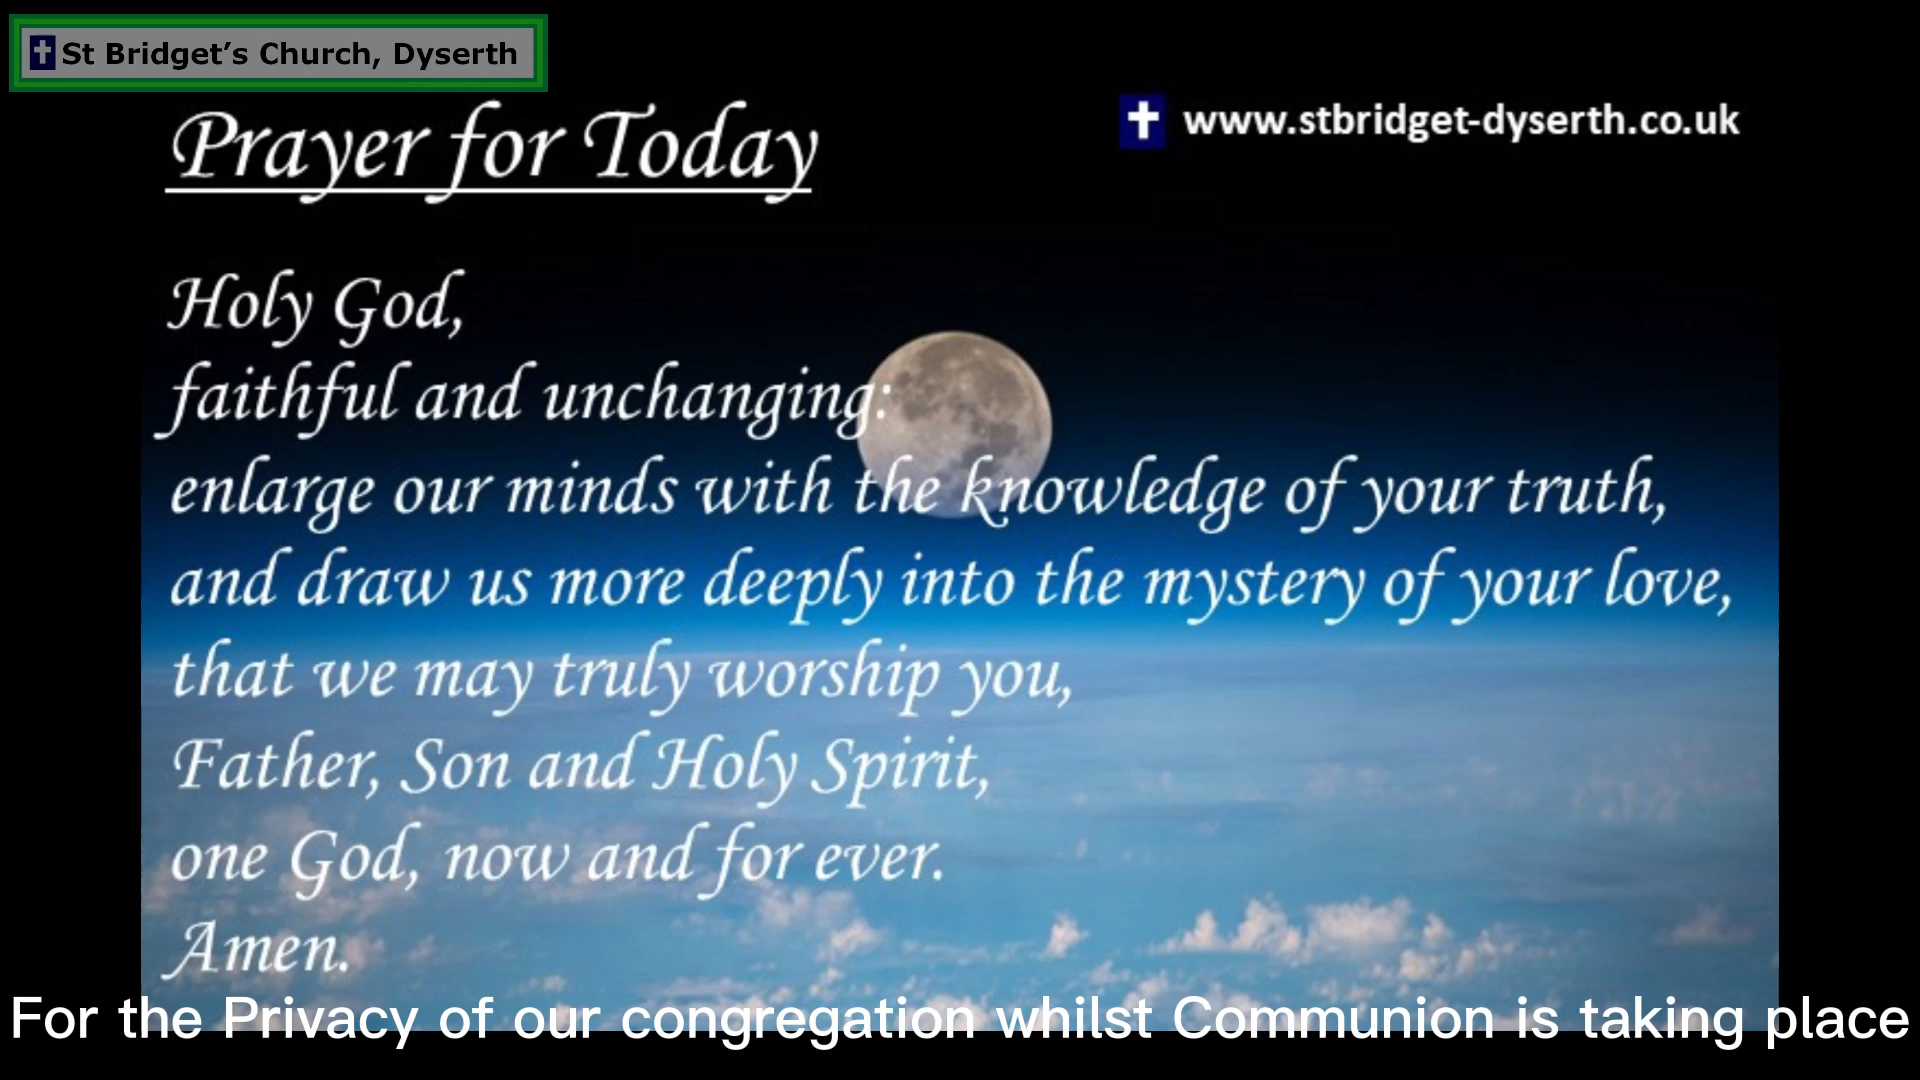 St Bridget’s Church, Dyserth
www.stbridget-dyserth.co.uk
Prayer for Today
Holy God,
faithful and unchanging:
enlarge our minds with the knowledge of your truth,
and draw us more deeply into the mystery of your love,
that we may truly worship you,
Father, Son and Holy Spirit,
one God, now and for ever.
Amen.
For the Privacy of our congregation whilst Communion is taking place